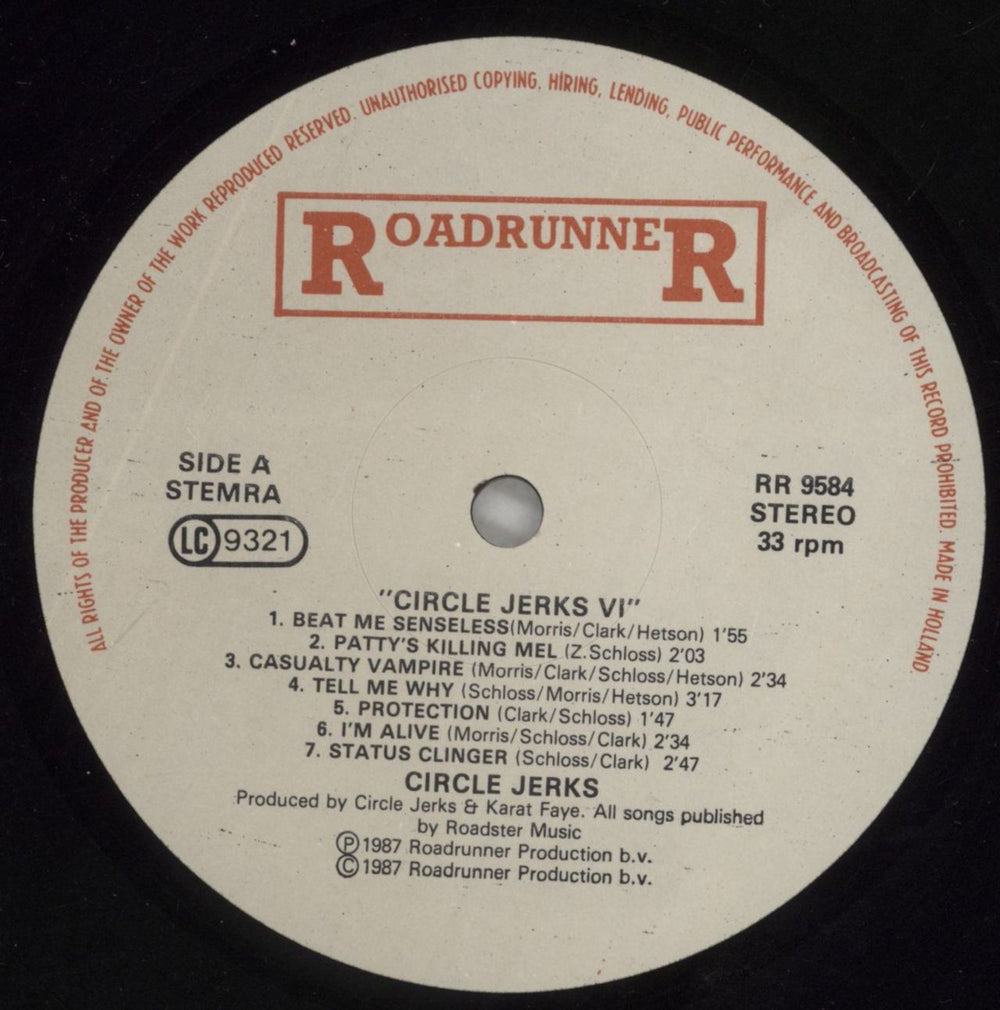 ALL RIGHTS OF THE PRODUCER AND OF THE OWNER OF THE WORK REPRODUCED RESERVED. UNAUTHORISED COPYING, HIRING, LENDING, PUBLIC PERFORMANCE AND BROADCASTING OF THIS RECORD PROHIBITED. MADE IN HOLLAND.
ROADRUNNER
SIDE A
STEMRA
LC 9321
RR 9584
STEREO
33 rpm
"CIRCLE JERKS VI"
1. BEAT ME SENSELESS(Morris/Clark/Hetson) 1'55
2. PATTY'S KILLING MEL (Z.Schloss) 2'03
3. CASUALTY VAMPIRE (Morris/Clark/Schloss/Hetson) 2'34
4. TELL ME WHY (Schloss/Morris/Hetson) 3'17
5. PROTECTION (Clark/Schloss) 1'47
6. I'M ALIVE (Morris/Schloss/Clark) 2'34
7. STATUS CLINGER (Schloss/Clark) 2'47
CIRCLE JERKS
Produced by Circle Jerks & Karat Faye. All songs published
by Roadster Music
Ⓟ1987 Roadrunner Production b.v.
©1987 Roadrunner Production b.v.